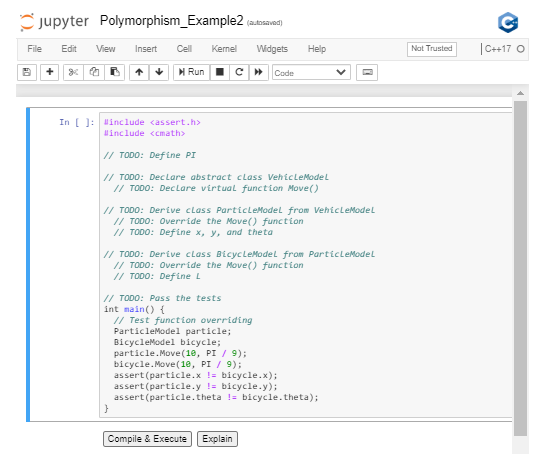 jupyter Polymorphism_Example2 (autosaved)
File Edit View Insert Cell Kernel Widgets Help Not Trusted C++17
Run Code
In [ ]: #include <assert.h>
#include <cmath>
// TODO: Define PI
// TODO: Declare abstract class VehicleModel
// TODO: Declare virtual function Move()
// TODO: Derive class ParticleModel from VehicleModel
// TODO: Override the Move() function
// TODO: Define x, y, and theta
// TODO: Derive class BicycleModel from ParticleModel
// TODO: Override the Move() function
// TODO: Define L
// TODO: Pass the tests
int main() {
// Test function overriding
ParticleModel particle;
BicycleModel bicycle;
particle.Move(10, PI / 9);
bicycle.Move(10, PI / 9);
assert(particle.x != bicycle.x);
assert(particle.y != bicycle.y);
assert(particle.theta != bicycle.theta);
}
Compile & Execute Explain